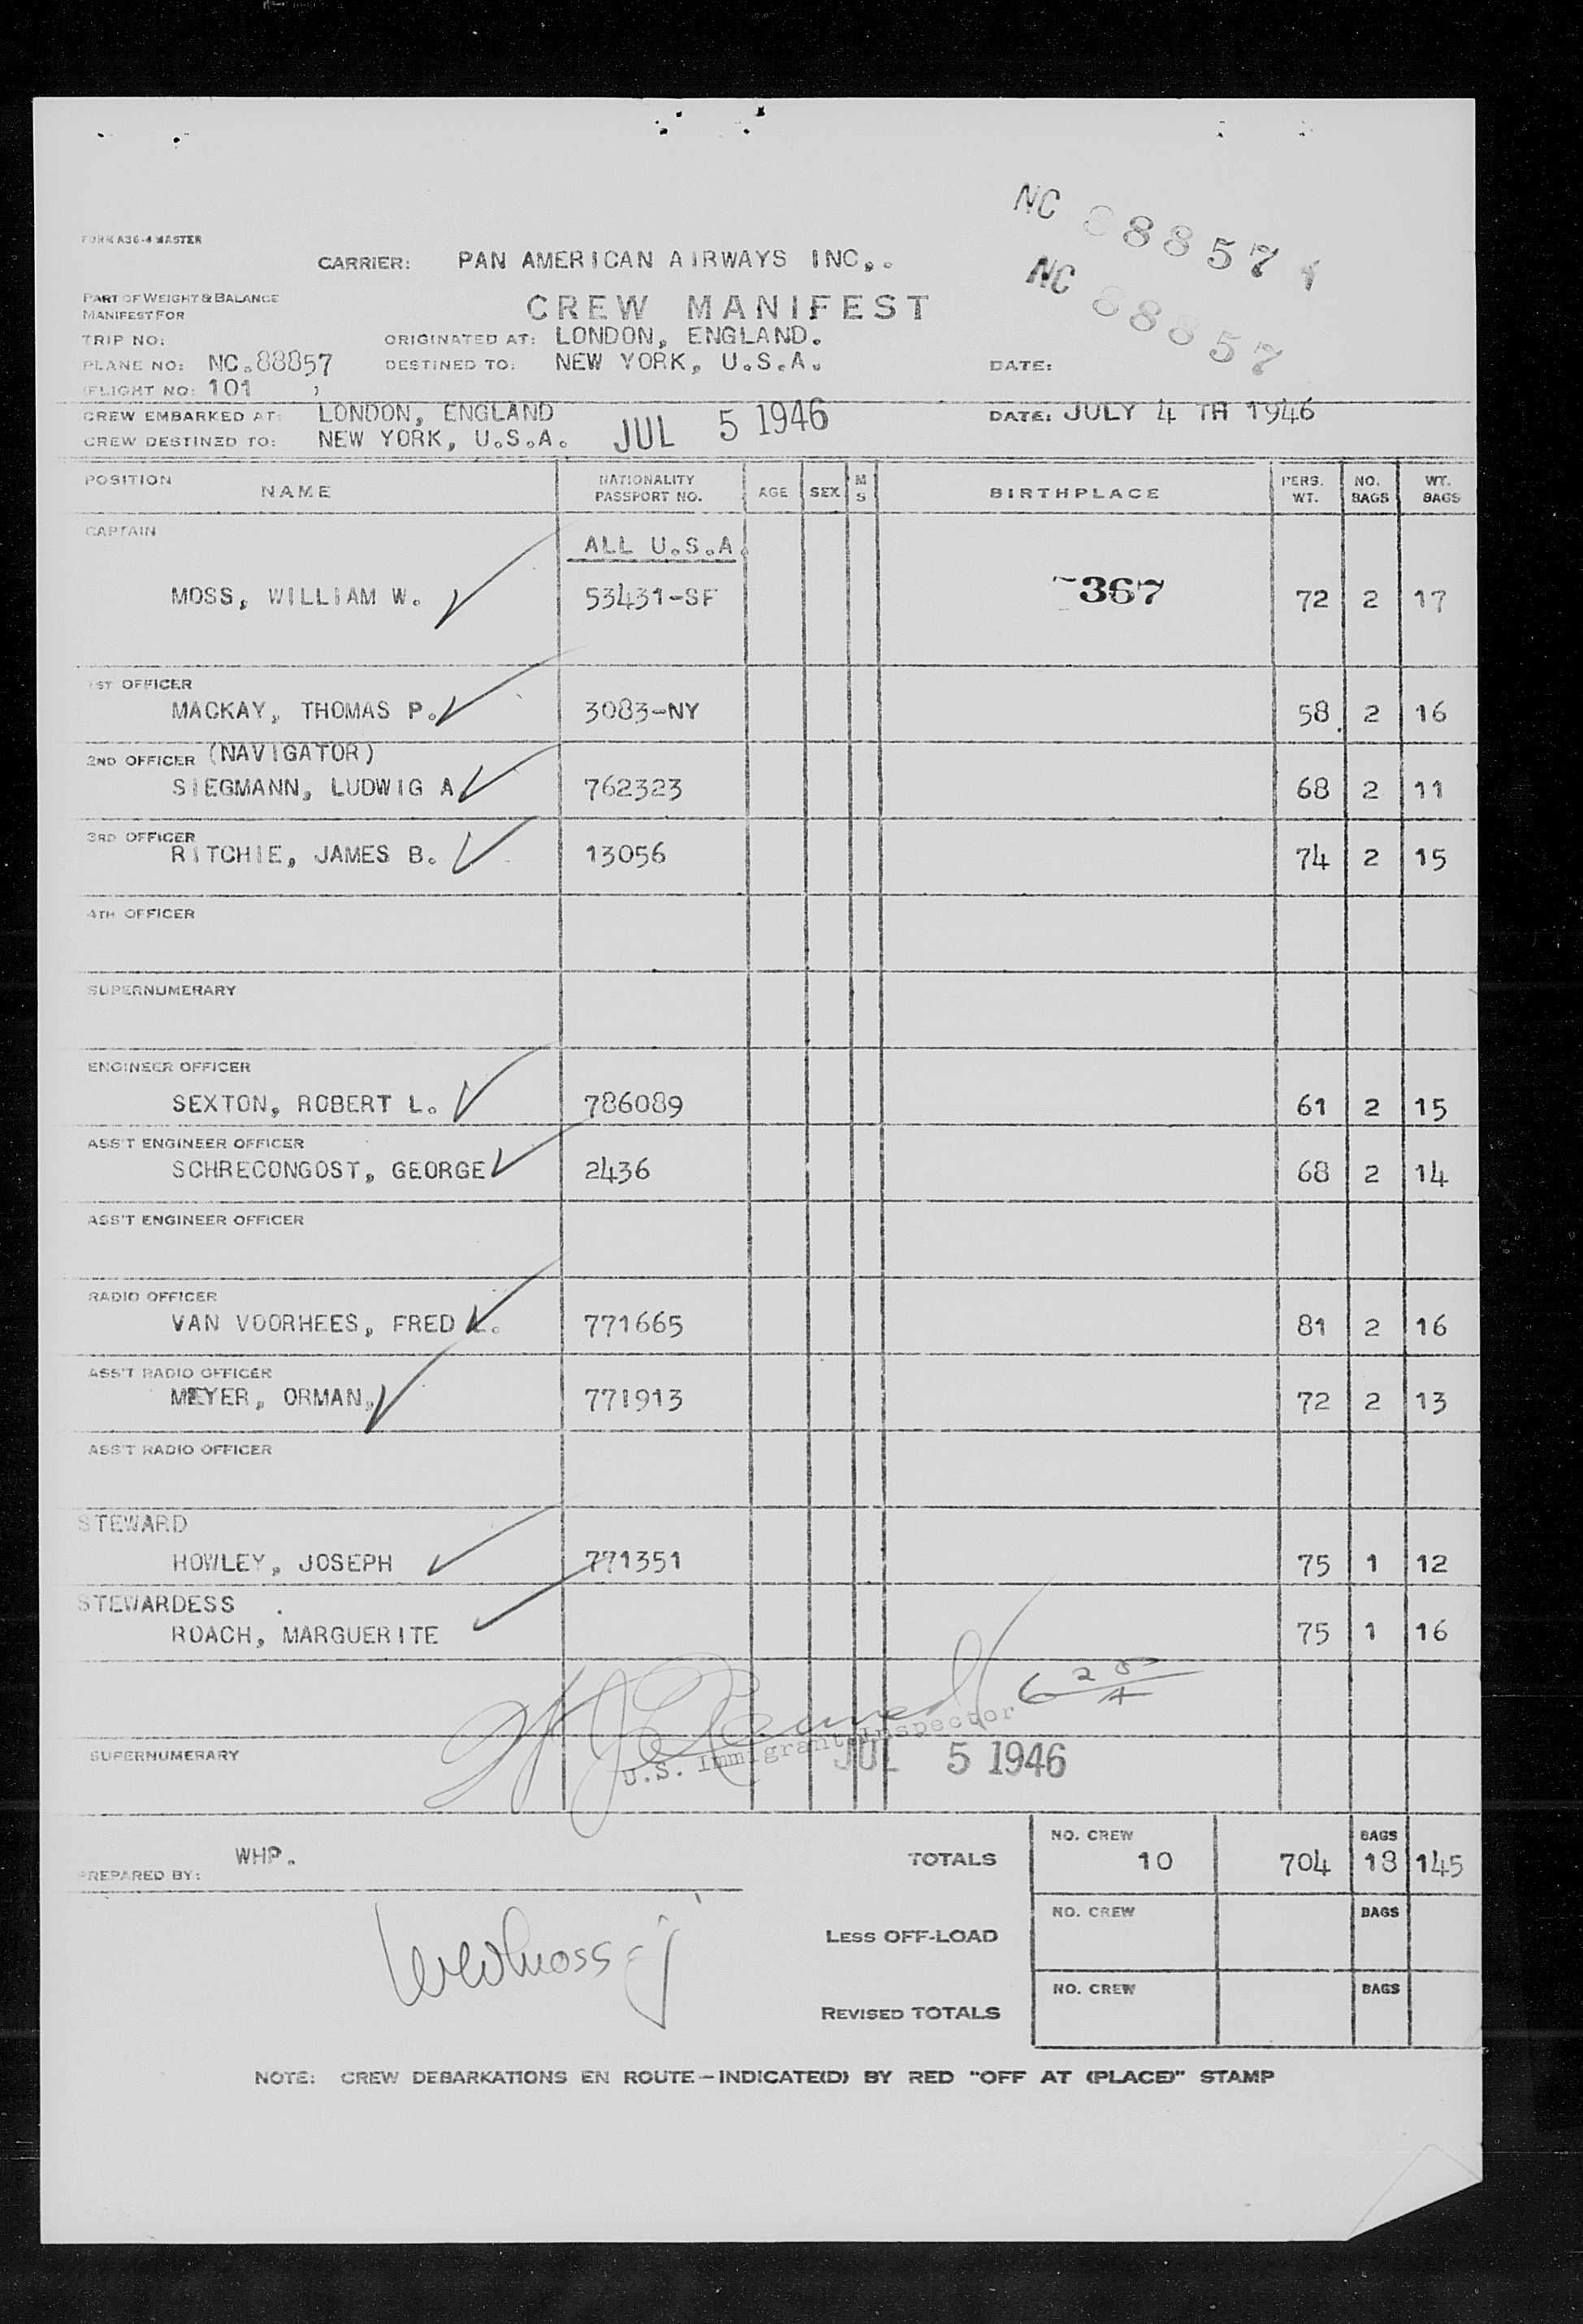 NC 88857
FORM A36-4 MASTER
CARRIER: PAN AMERICAN AIRWAYS INC,.
NC 88857
PART OF WEIGHT & BALANCE
MANIFEST FOR
CREW MANIFEST
TRIP NO: ORIGINATED AT: LONDON, ENGLAND.
PLANE NO: NC.88857 DESTINED TO: NEW YORK, U.S.A. DATE:
(FLIGHT NO: 101 )
CREW EMBARKED AT: LONDON, ENGLAND DATE: JULY 4 TH 1946
CREW DESTINED TO: NEW YORK, U.S.A. JUL 5 1946
POSITION NAME NATIONALITY PASSPORT NO. AGE SEX M S BIRTHPLACE PERS. WT. NO. BAGS WT. BAGS
CAPTAIN
ALL U.S.A.
MOSS, WILLIAM W. 53431-SF 367 72 2 17
1ST OFFICER
MACKAY, THOMAS P. 3083-NY 58 2 16
2ND OFFICER (NAVIGATOR)
SIEGMANN, LUDWIG A 762323 68 2 11
3RD OFFICER
RITCHIE, JAMES B. 13056 74 2 15
4TH OFFICER
SUPERNUMERARY
ENGINEER OFFICER
SEXTON, ROBERT L. 786089 61 2 15
ASS'T ENGINEER OFFICER
SCHRECONGOST, GEORGE 2436 68 2 14
ASS'T ENGINEER OFFICER
RADIO OFFICER
VAN VOORHEES, FRED L. 771665 81 2 16
ASS'T RADIO OFFICER
MEYER, ORMAN, 771913 72 2 13
ASS'T RADIO OFFICER
STEWARD
HOWLEY, JOSEPH 771351 75 1 12
STEWARDESS
ROACH, MARGUERITE 75 1 16
U.S. Immigrant Inspector
SUPERNUMERARY JUL 5 1946
NO. CREW BAGS
WHP. TOTALS 10 704 18 145
PREPARED BY:
NO. CREW BAGS
LESS OFF-LOAD
NO. CREW BAGS
REVISED TOTALS
NOTE: CREW DEBARKATIONS EN ROUTE—INDICATE(D) BY RED "OFF AT (PLACE)" STAMP